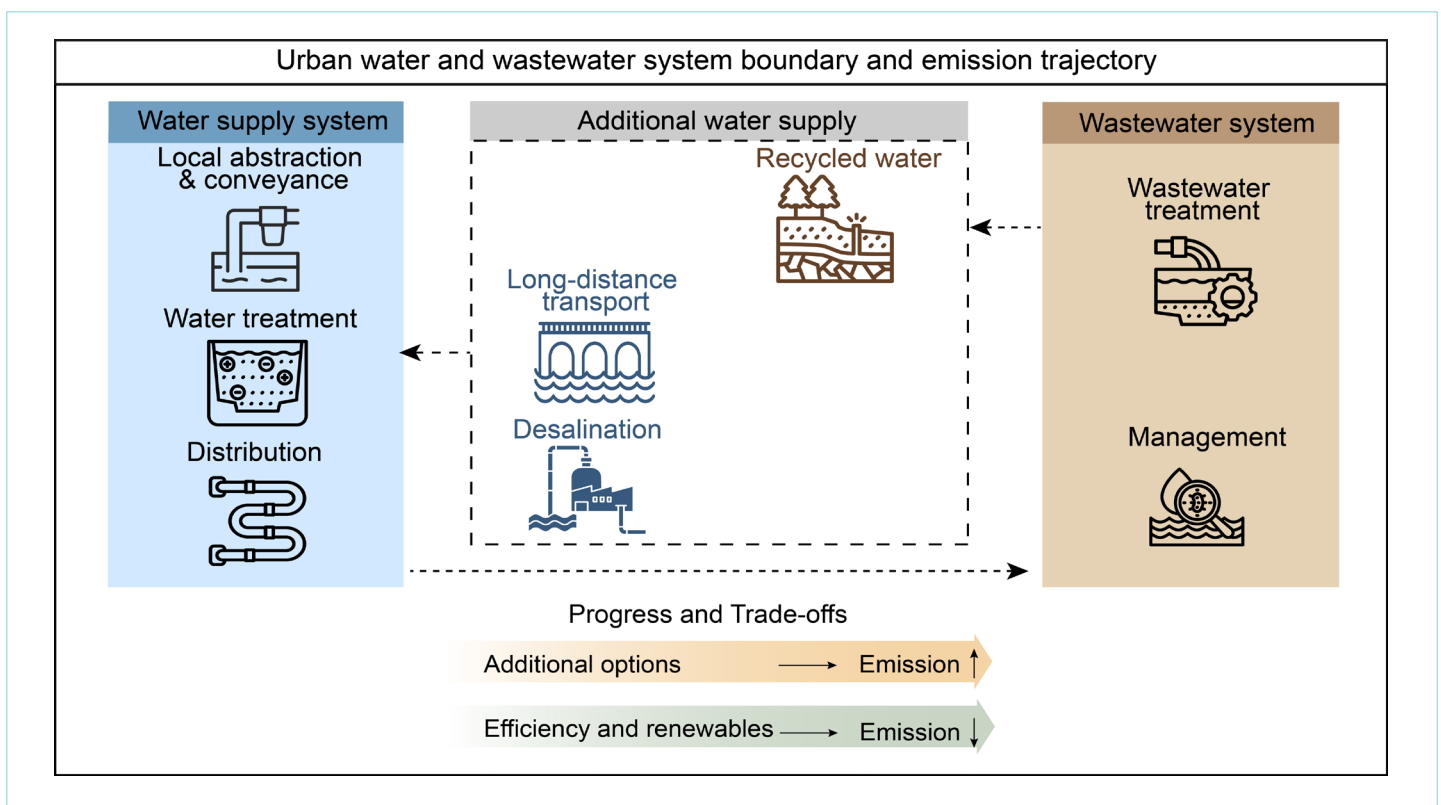 Urban water and wastewater system boundary and emission trajectory
Water supply system
Local abstraction
& conveyance
Water treatment
Distribution
Additional water supply
Recycled water
Long-distance
transport
Desalination
Wastewater system
Wastewater
treatment
Management
Progress and Trade-offs
Additional options → Emission ↑
Efficiency and renewables → Emission ↓